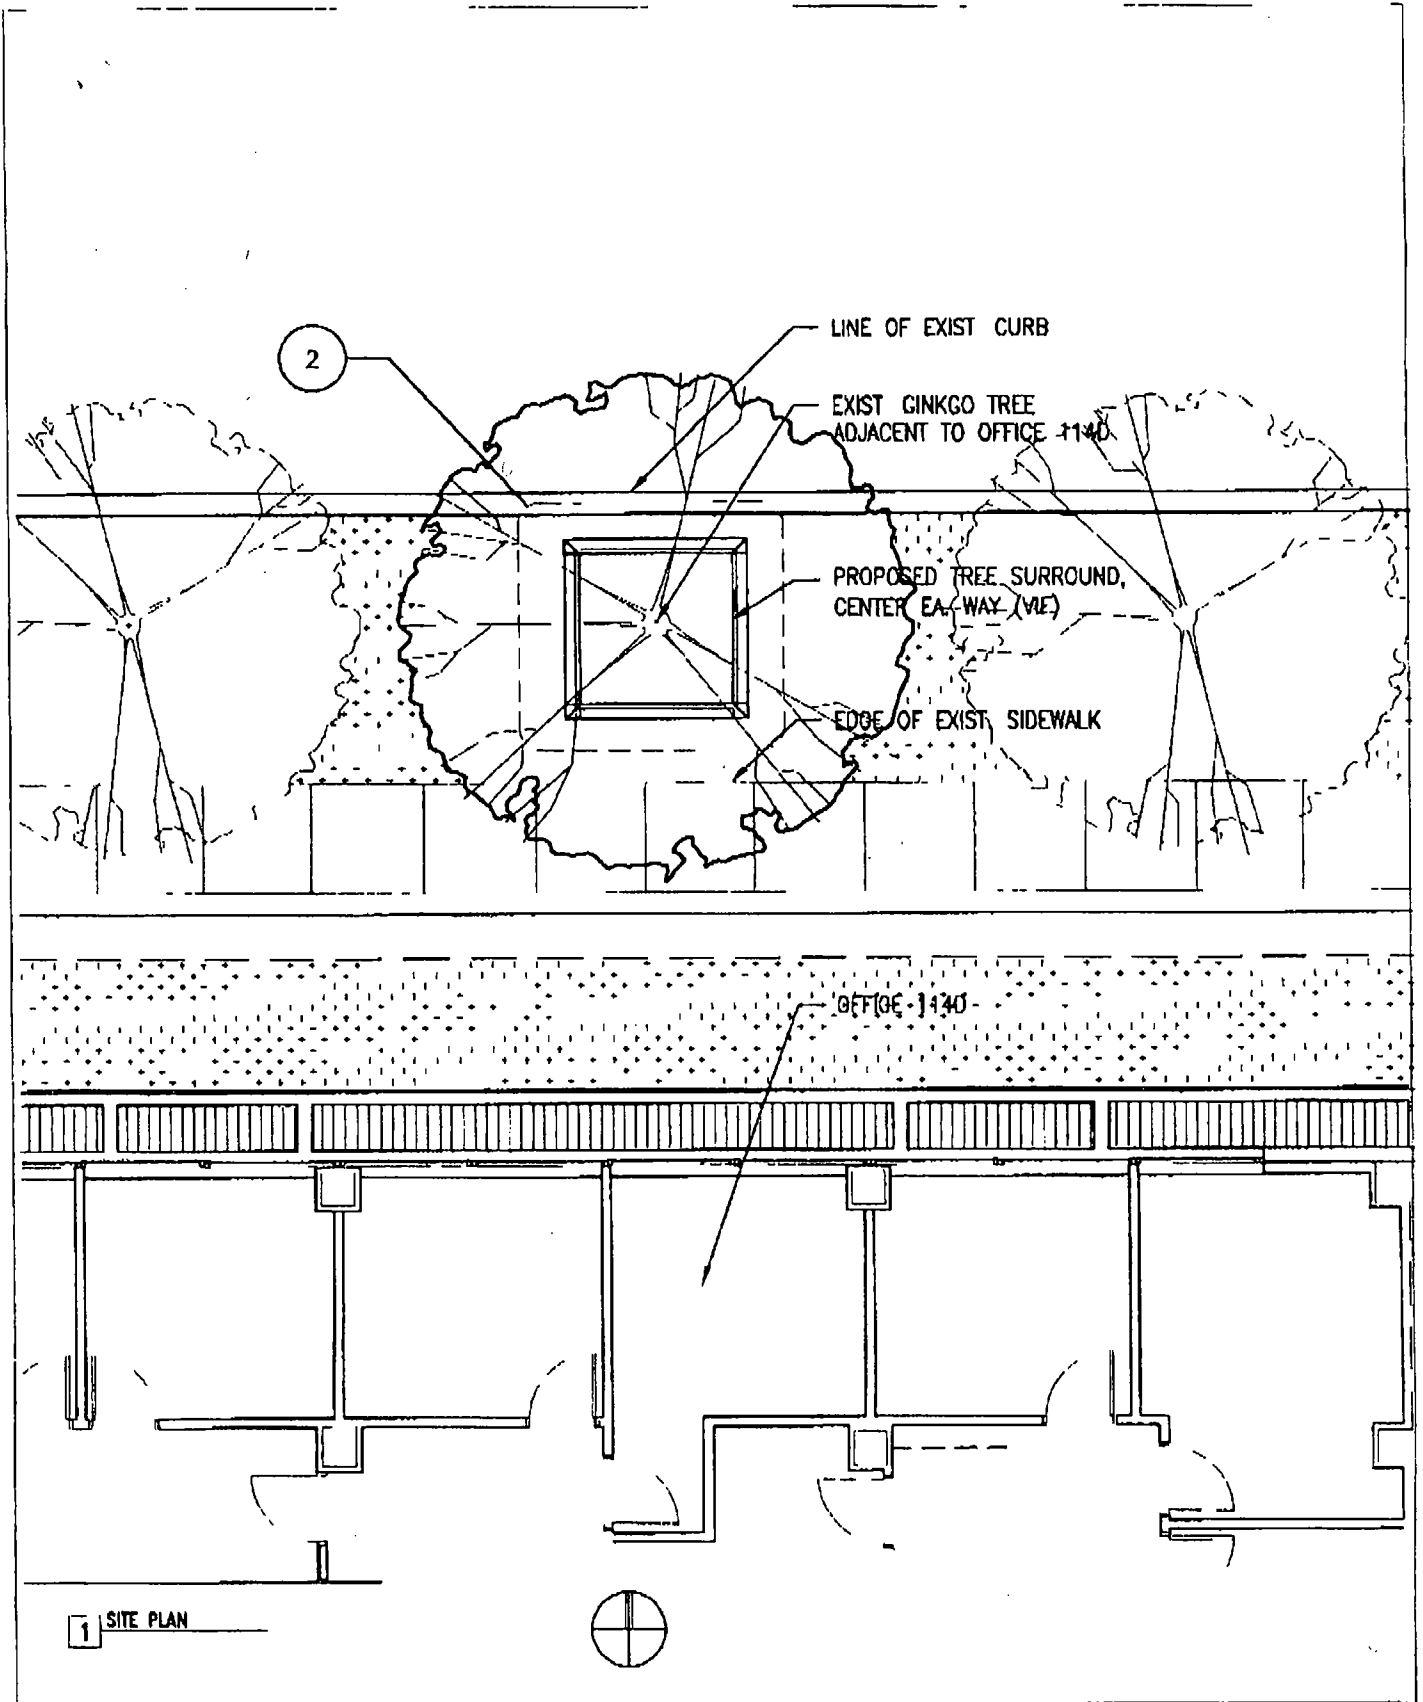 LINE OF EXIST CURB
2
EXIST GINKGO TREE
ADJACENT TO OFFICE 114D
PROPOSED TREE SURROUND,
CENTER EA. WAY (VIF)
EDGE OF EXIST SIDEWALK
OFFICE 114D
1 SITE PLAN